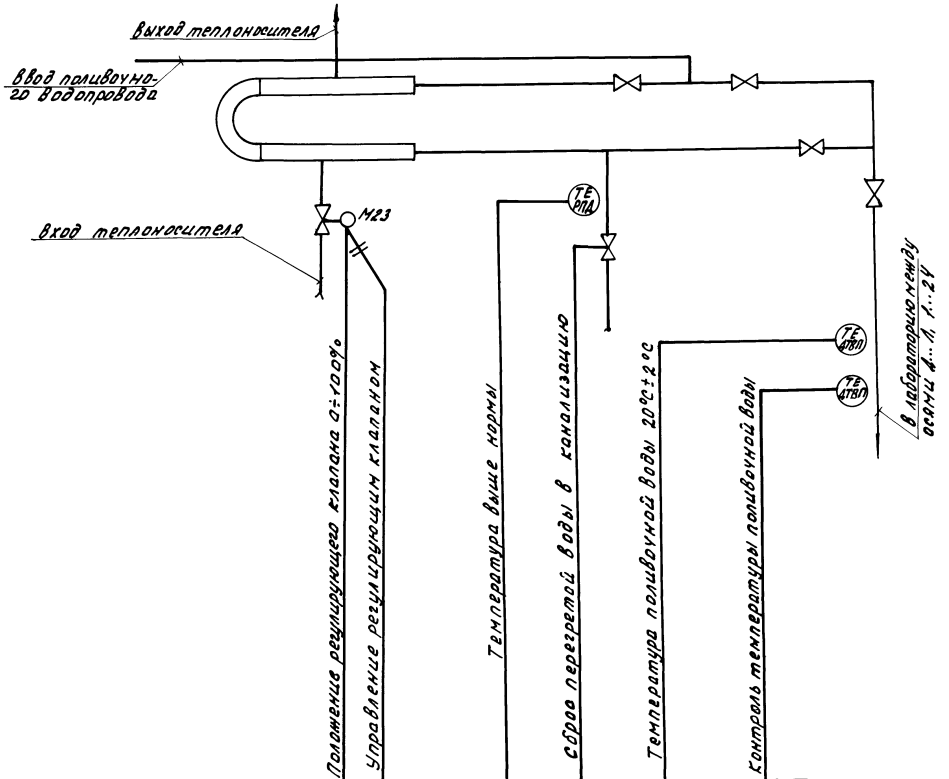 Выход теплоносителя
Ввод поливочно-
го водопровода
М23
Вход теплоносителя
ТЕ
РПД
ТЕ
ДТВП
ТЕ
ДТВП
в лабораторию между
осями
Положение регулирующего клапана 0÷100%
Управление регулирующим клапаном
Температура выше нормы
Сброс перегретой воды в канализацию
Температура поливочной воды 20°С±2°С
Контроль температуры поливочной воды